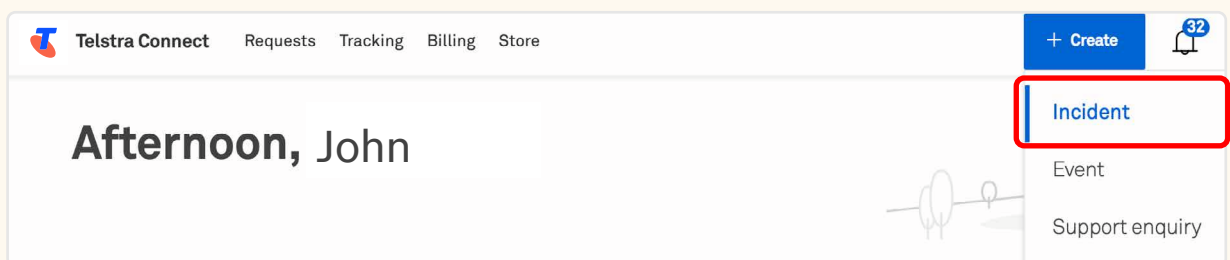 Telstra Connect Requests Tracking Billing Store + Create 32
Incident
Afternoon, John
Event
Support enquiry